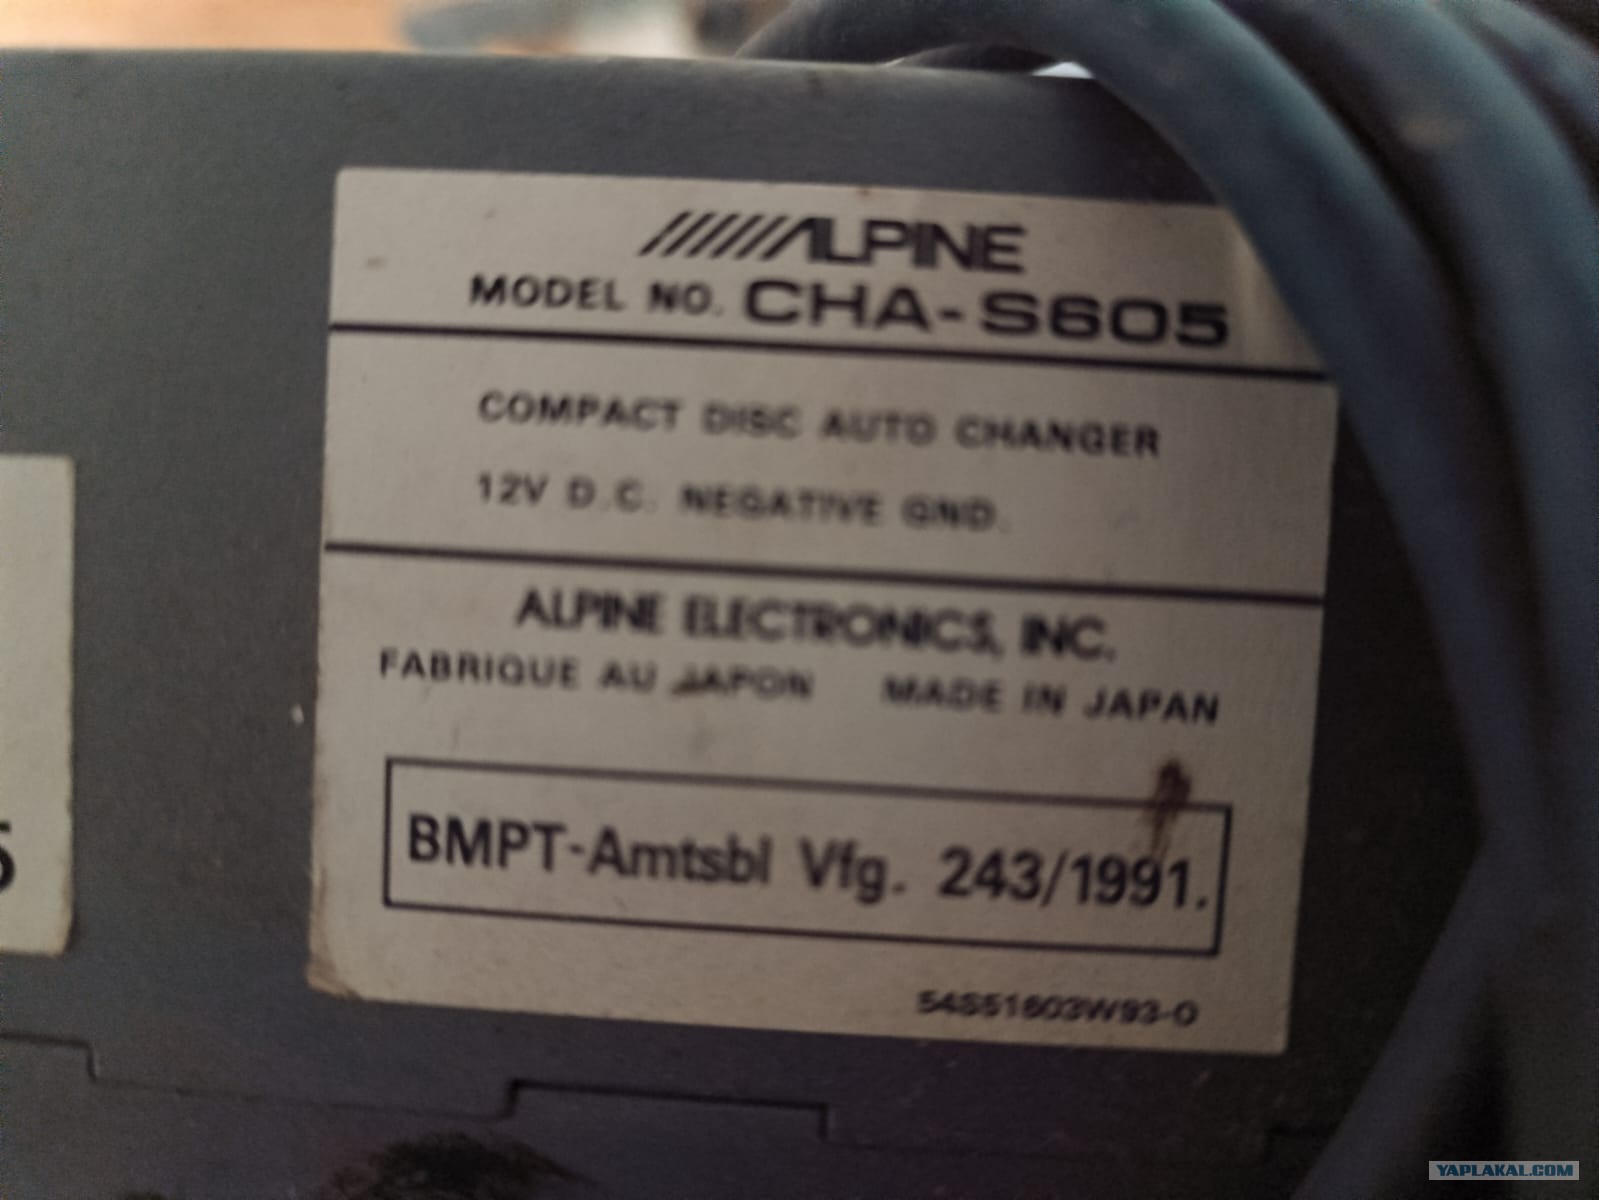 ALPINE
MODEL NO. CHA-S605
COMPACT DISC AUTO CHANGER
12V D.C. NEGATIVE GND.
ALPINE ELECTRONICS, INC.
FABRIQUE AU JAPON MADE IN JAPAN
BMPT-Amtsbl Vfg. 243/1991.
54S51603W93-O
5
YAPLAKAL.COM